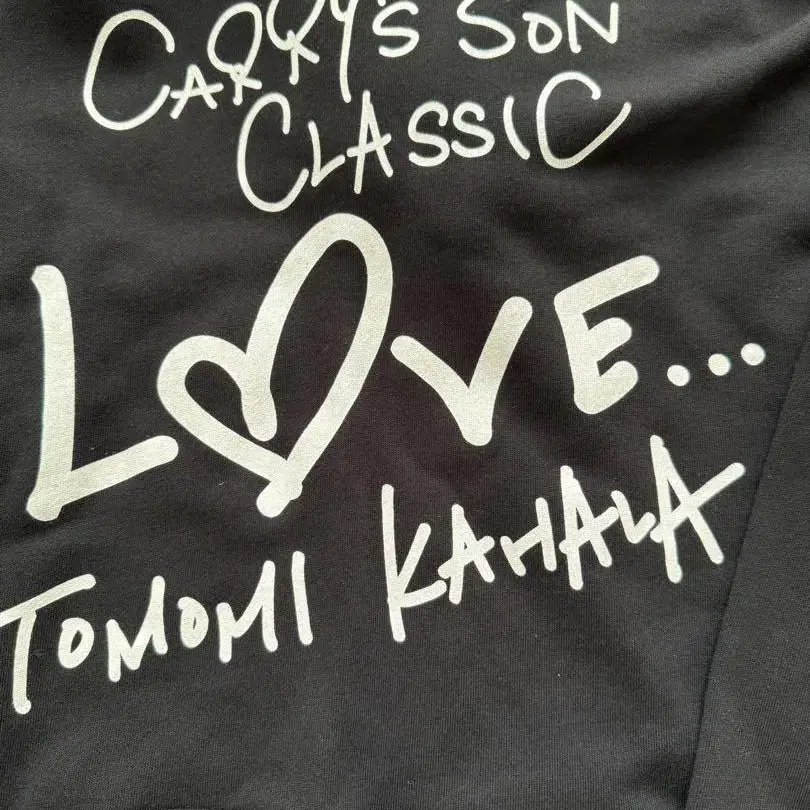 CARRY'S SON
CLASSIC
LOVE...
TOMOMI KAHALA